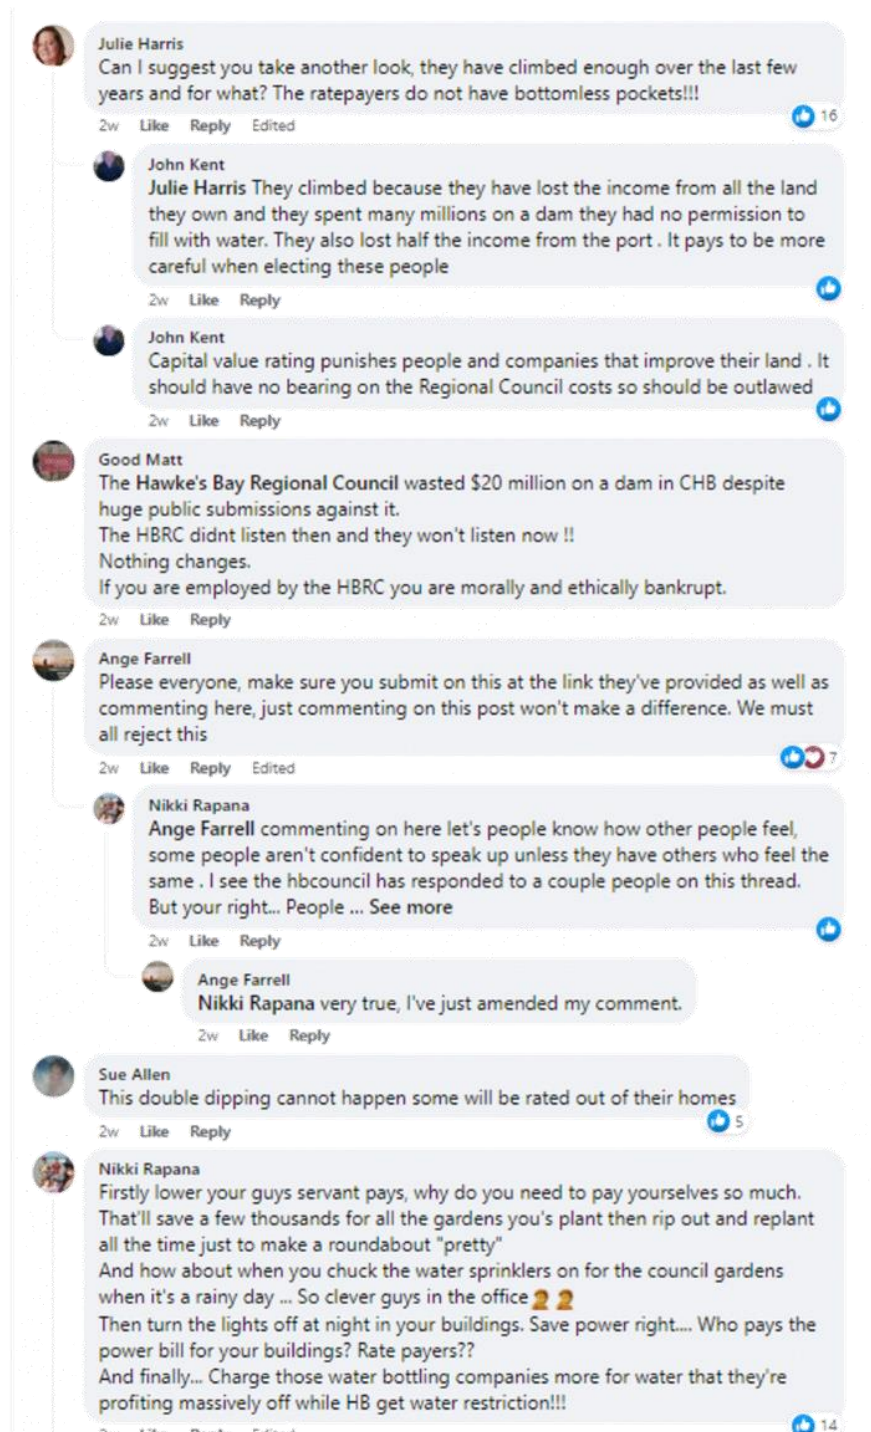 Julie Harris
Can I suggest you take another look, they have climbed enough over the last few
years and for what? The ratepayers do not have bottomless pockets!!!
16
2w Like Reply Edited
John Kent
Julie Harris They climbed because they have lost the income from all the land
they own and they spent many millions on a dam they had no permission to
fill with water. They also lost half the income from the port . It pays to be more
careful when electing these people
2w Like Reply
John Kent
Capital value rating punishes people and companies that improve their land . It
should have no bearing on the Regional Council costs so should be outlawed
2w Like Reply
Good Matt
The Hawke's Bay Regional Council wasted $20 million on a dam in CHB despite
huge public submissions against it.
The HBRC didnt listen then and they won't listen now !!
Nothing changes.
If you are employed by the HBRC you are morally and ethically bankrupt.
2w Like Reply
Ange Farrell
Please everyone, make sure you submit on this at the link they've provided as well as
commenting here, just commenting on this post won't make a difference. We must
all reject this
7
2w Like Reply Edited
Nikki Rapana
Ange Farrell commenting on here let's people know how other people feel,
some people aren't confident to speak up unless they have others who feel the
same . I see the hbcouncil has responded to a couple people on this thread.
But your right... People ... See more
2w Like Reply
Ange Farrell
Nikki Rapana very true, I've just amended my comment.
2w Like Reply
Sue Allen
This double dipping cannot happen some will be rated out of their homes
5
2w Like Reply
Nikki Rapana
Firstly lower your guys servant pays, why do you need to pay yourselves so much.
That'll save a few thousands for all the gardens you's plant then rip out and replant
all the time just to make a roundabout "pretty"
And how about when you chuck the water sprinklers on for the council gardens
when it's a rainy day ... So clever guys in the office
Then turn the lights off at night in your buildings. Save power right.... Who pays the
power bill for your buildings? Rate payers??
And finally... Charge those water bottling companies more for water that they're
profiting massively off while HB get water restriction!!!
14